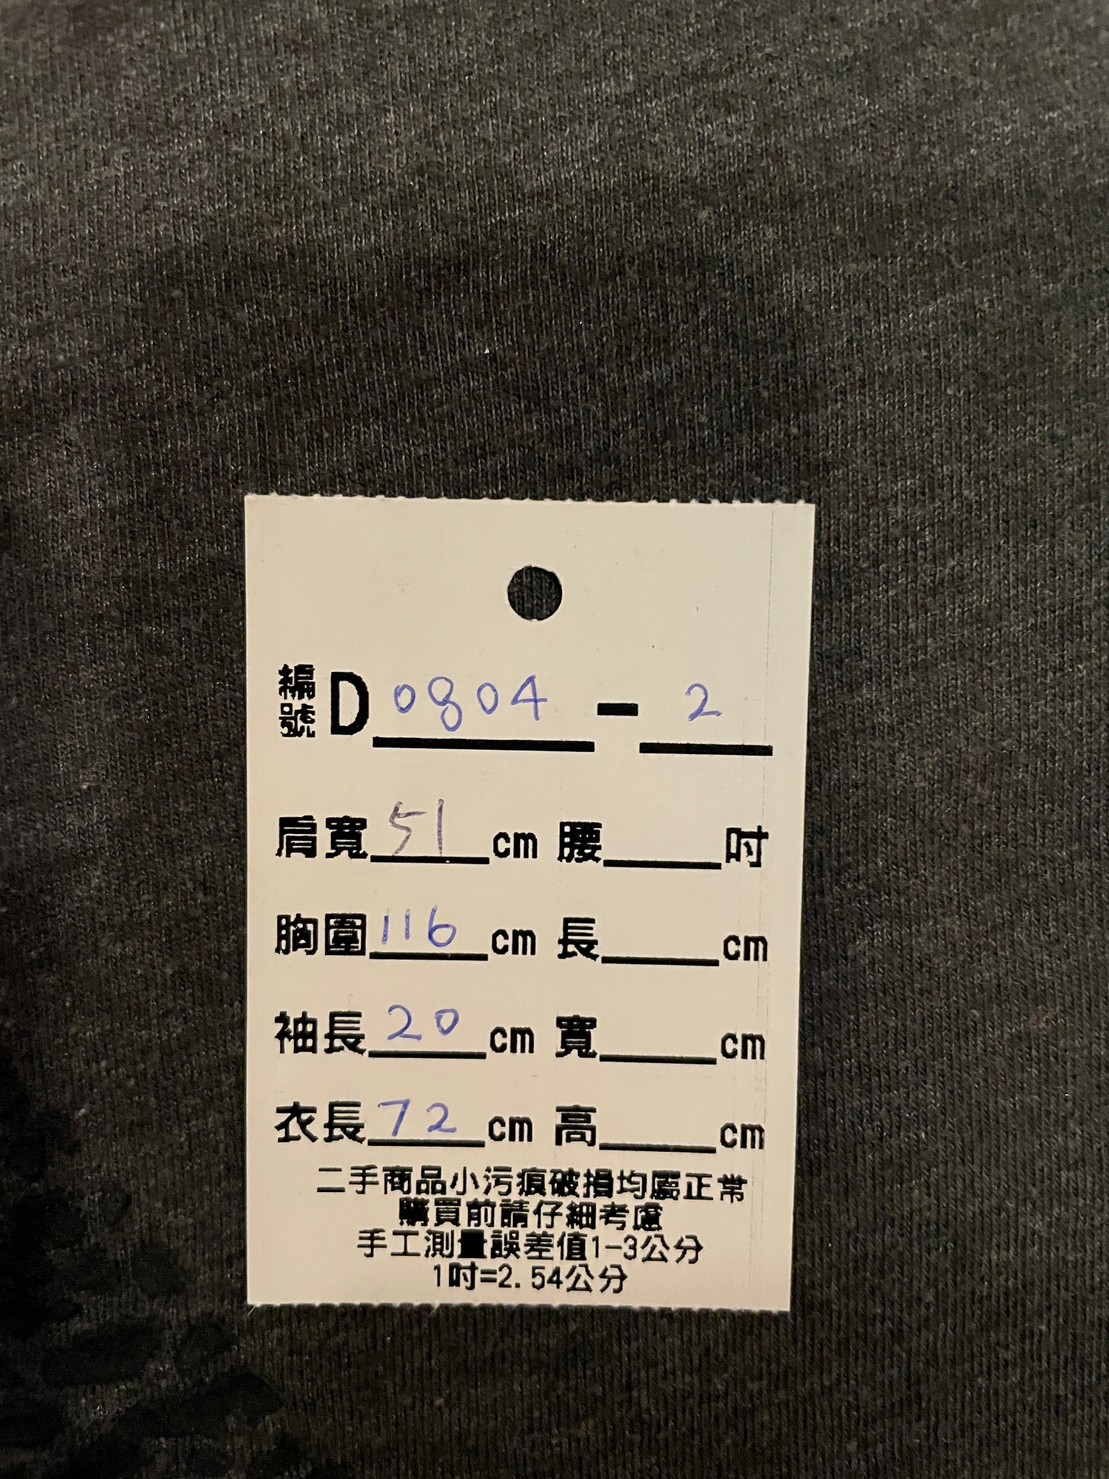 編號 D 0804 - 2
肩寬 51 cm 腰 吋
胸圍 116 cm 長 cm
袖長 20 cm 寬 cm
衣長 72 cm 高 cm
二手商品小污痕破損均屬正常
購買前請仔細考慮
手工測量誤差值1-3公分
1吋=2.54公分